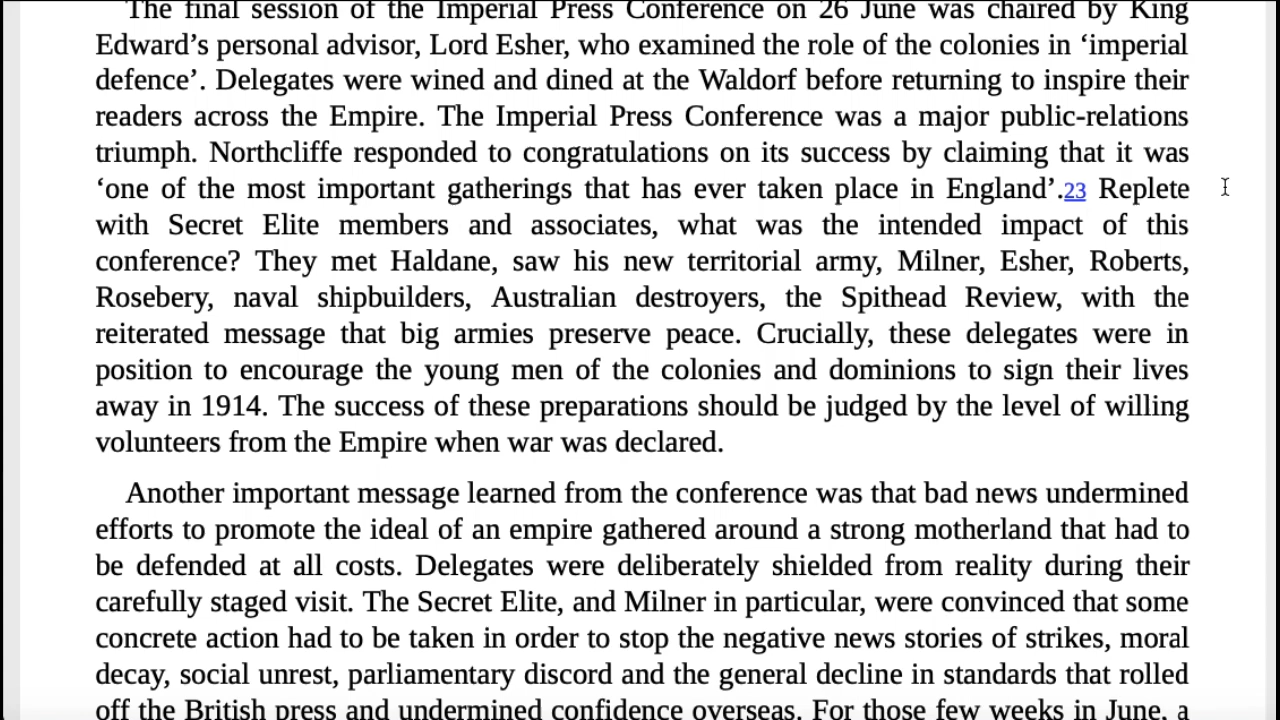 The final session of the Imperial Press Conference on 26 June was chaired by King
Edward’s personal advisor, Lord Esher, who examined the role of the colonies in ‘imperial
defence’. Delegates were wined and dined at the Waldorf before returning to inspire their
readers across the Empire. The Imperial Press Conference was a major public-relations
triumph. Northcliffe responded to congratulations on its success by claiming that it was
‘one of the most important gatherings that has ever taken place in England’.23 Replete
with Secret Elite members and associates, what was the intended impact of this
conference? They met Haldane, saw his new territorial army, Milner, Esher, Roberts,
Rosebery, naval shipbuilders, Australian destroyers, the Spithead Review, with the
reiterated message that big armies preserve peace. Crucially, these delegates were in
position to encourage the young men of the colonies and dominions to sign their lives
away in 1914. The success of these preparations should be judged by the level of willing
volunteers from the Empire when war was declared.
Another important message learned from the conference was that bad news undermined
efforts to promote the ideal of an empire gathered around a strong motherland that had to
be defended at all costs. Delegates were deliberately shielded from reality during their
carefully staged visit. The Secret Elite, and Milner in particular, were convinced that some
concrete action had to be taken in order to stop the negative news stories of strikes, moral
decay, social unrest, parliamentary discord and the general decline in standards that rolled
off the British press and undermined confidence overseas. For those few weeks in June, a